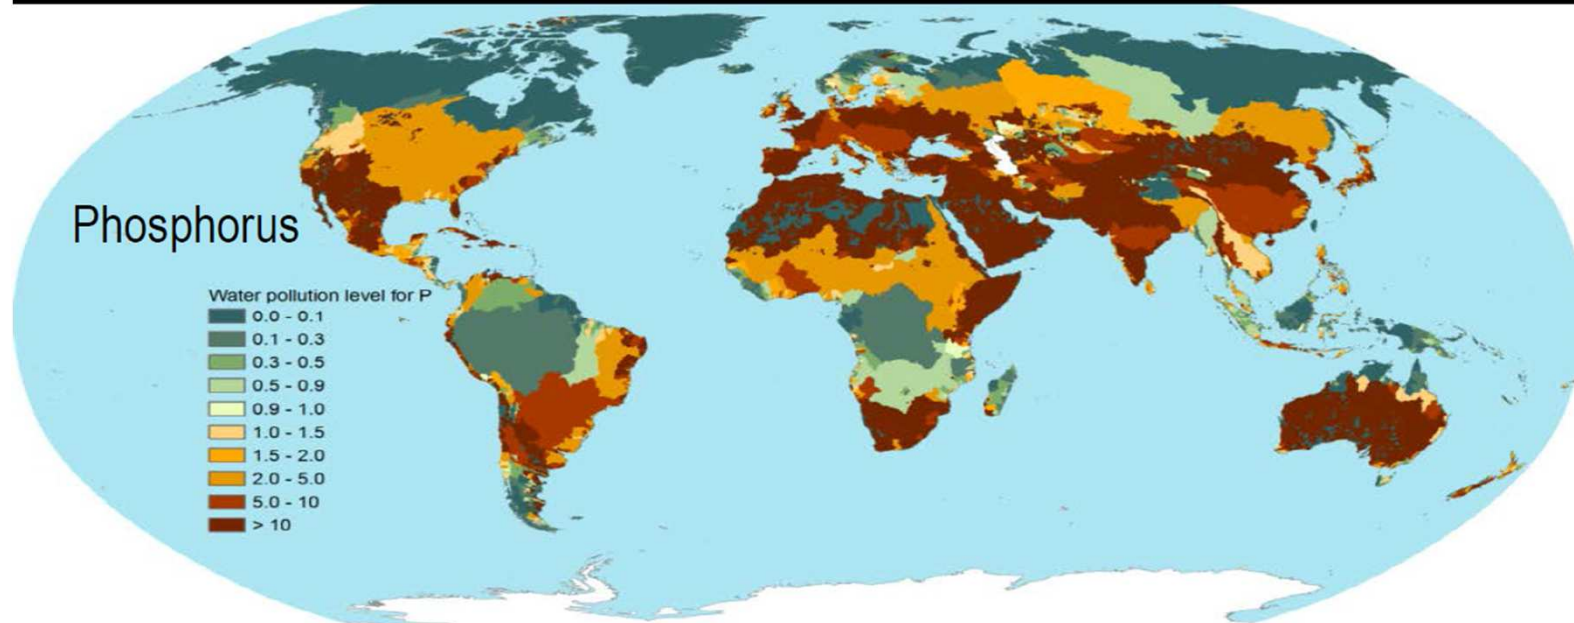 Phosphorus
Water pollution level for P
0.0 - 0.1
0.1 - 0.3
0.3 - 0.5
0.5 - 0.9
0.9 - 1.0
1.0 - 1.5
1.5 - 2.0
2.0 - 5.0
5.0 - 10
> 10